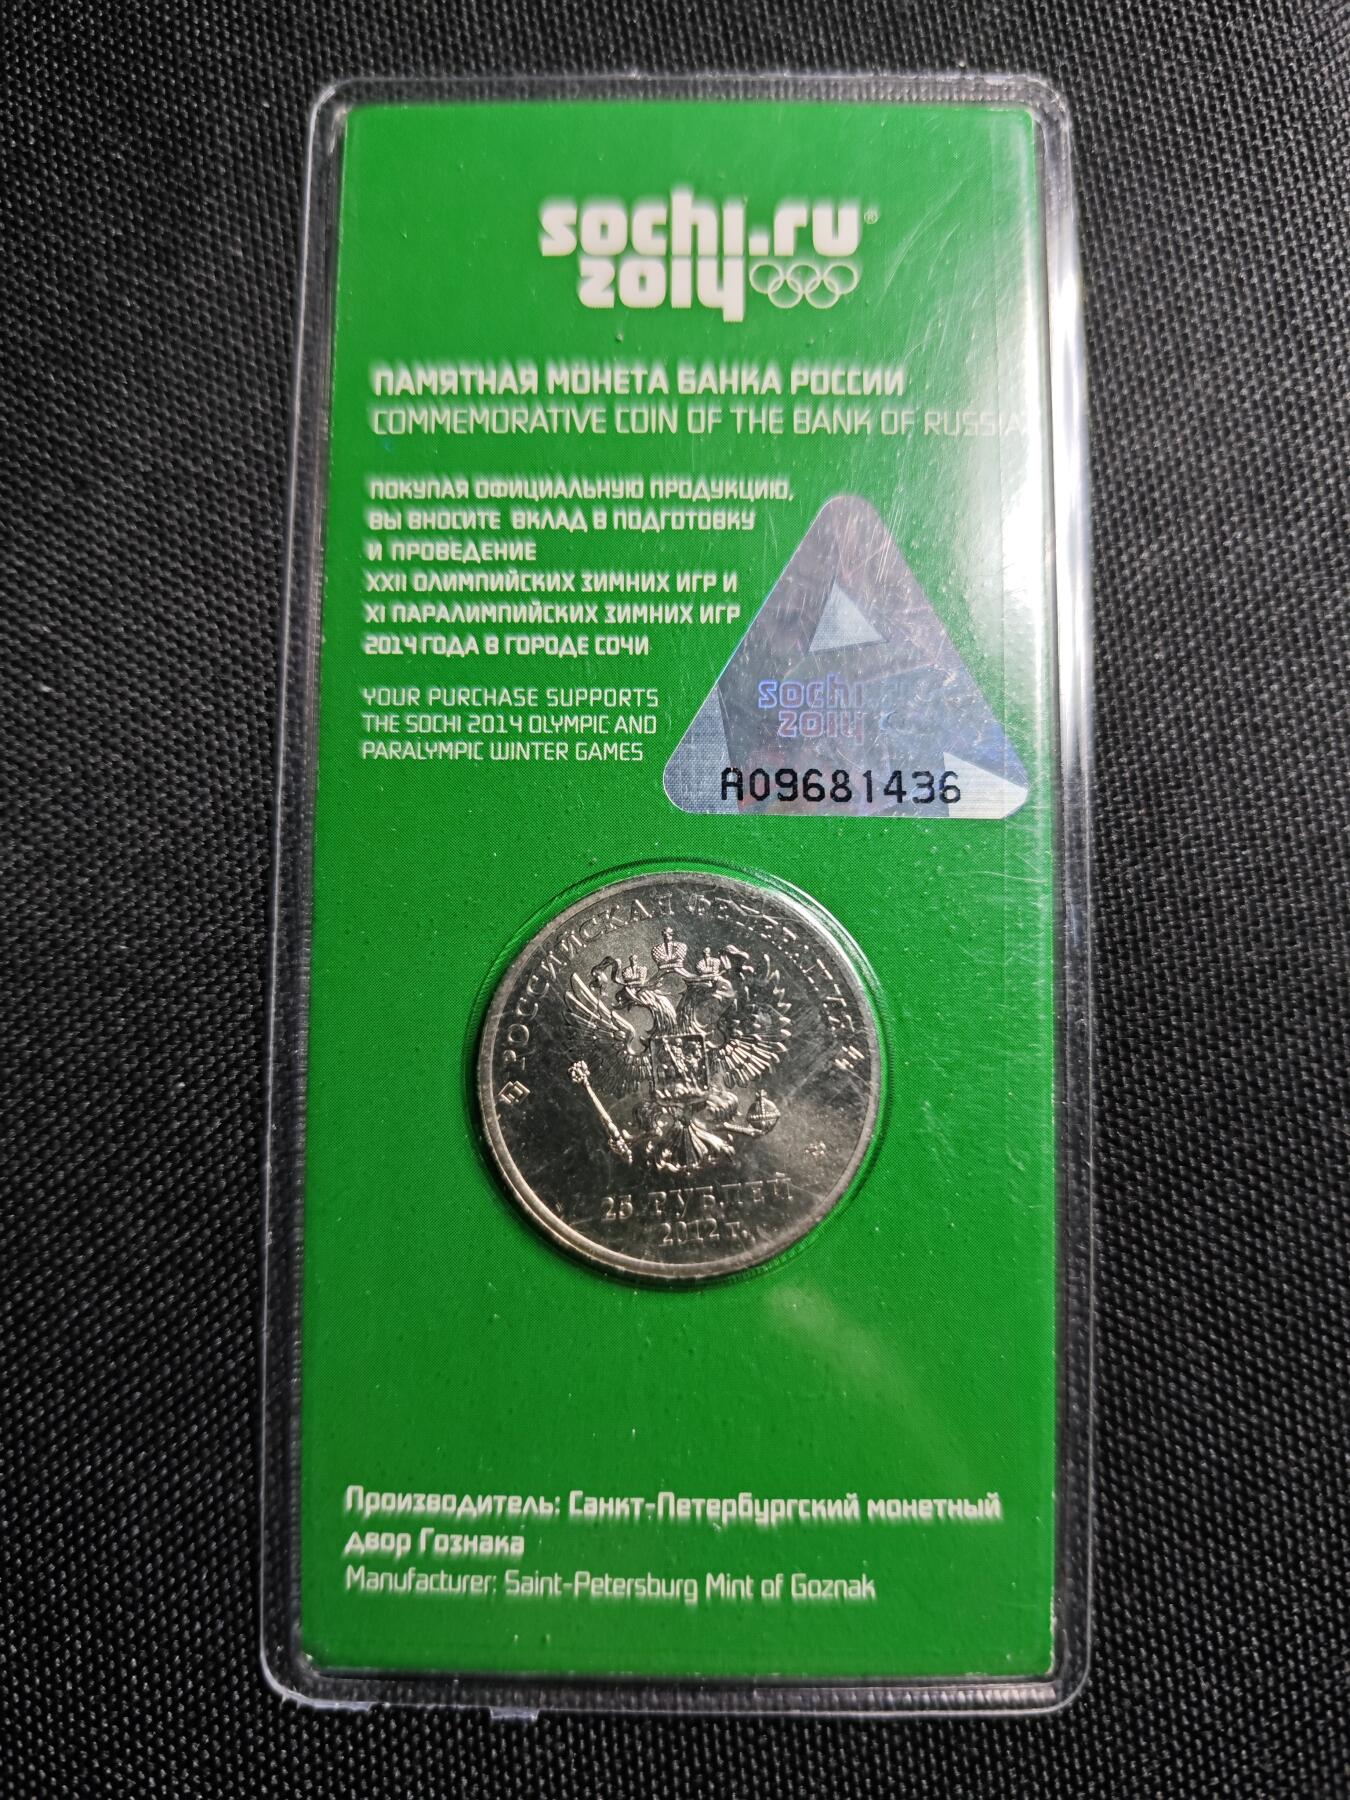 sochi.ru®
2014
ПАМЯТНАЯ МОНЕТА БАНКА РОССИИ
COMMEMORATIVE COIN OF THE BANK OF RUSSIA
ПОКУПАЯ ОФИЦИАЛЬНУЮ ПРОДУКЦИЮ,
ВЫ ВНОСИТЕ ВКЛАД В ПОДГОТОВКУ
И ПРОВЕДЕНИЕ
XXII ОЛИМПИЙСКИХ ЗИМНИХ ИГР И
XI ПАРАЛИМПИЙСКИХ ЗИМНИХ ИГР
2014 ГОДА В ГОРОДЕ СОЧИ
YOUR PURCHASE SUPPORTS
THE SOCHI 2014 OLYMPIC AND
PARALYMPIC WINTER GAMES
sochi
2014
A09681436
РОССИЙСКАЯ ФЕДЕРАЦИЯ
25 РУБЛЕЙ
2012 г.
Производитель: Санкт-Петербургский монетный
двор Гознака
Manufacturer: Saint-Petersburg Mint of Goznak